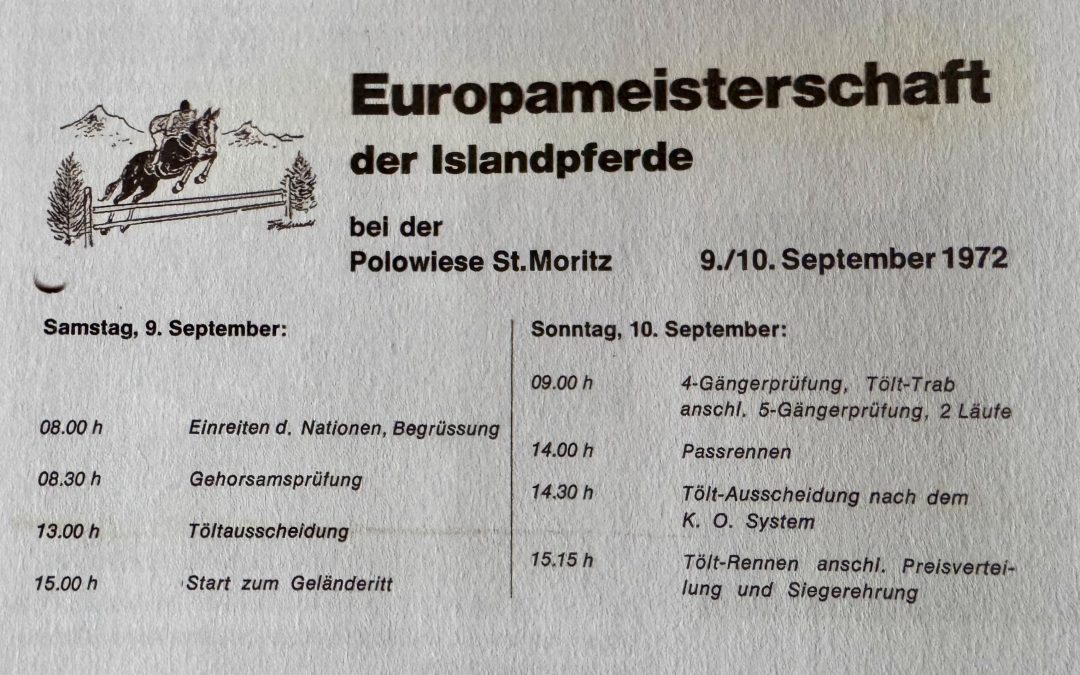 Europameisterschaft
der Islandpferde
bei der
Polowiese St. Moritz 9./10. September 1972
Samstag, 9. September:
08.00 h Einreiten d. Nationen, Begrüssung
08.30 h Gehorsamsprüfung
13.00 h Töltausscheidung
15.00 h Start zum Geländeritt
Sonntag, 10. September:
09.00 h 4-Gängerprüfung, Tölt-Trab
anschl. 5-Gängerprüfung, 2 Läufe
14.00 h Passrennen
14.30 h Tölt-Ausscheidung nach dem
K. O. System
15.15 h Tölt-Rennen anschl. Preisvertei-
lung und Siegerehrung